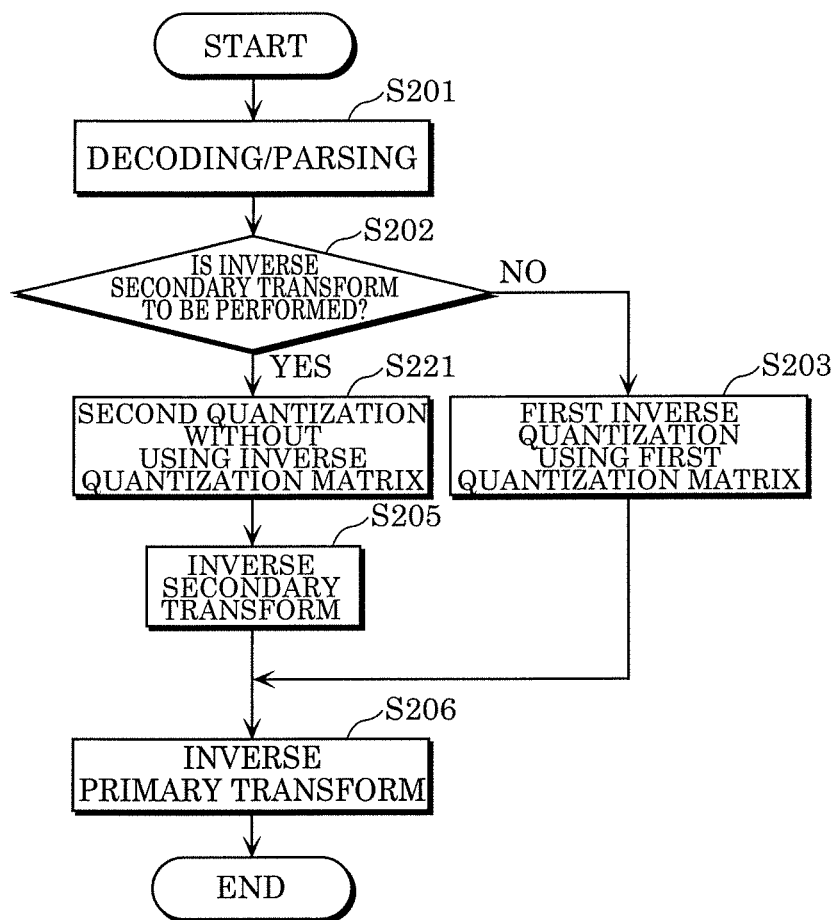 START
S201
DECODING/PARSING
S202
IS INVERSE
SECONDARY TRANSFORM
TO BE PERFORMED?
NO
YES
S221
SECOND QUANTIZATION
WITHOUT
USING INVERSE
QUANTIZATION MATRIX
S203
FIRST INVERSE
QUANTIZATION
USING FIRST
QUANTIZATION MATRIX
S205
INVERSE
SECONDARY
TRANSFORM
S206
INVERSE
PRIMARY TRANSFORM
END